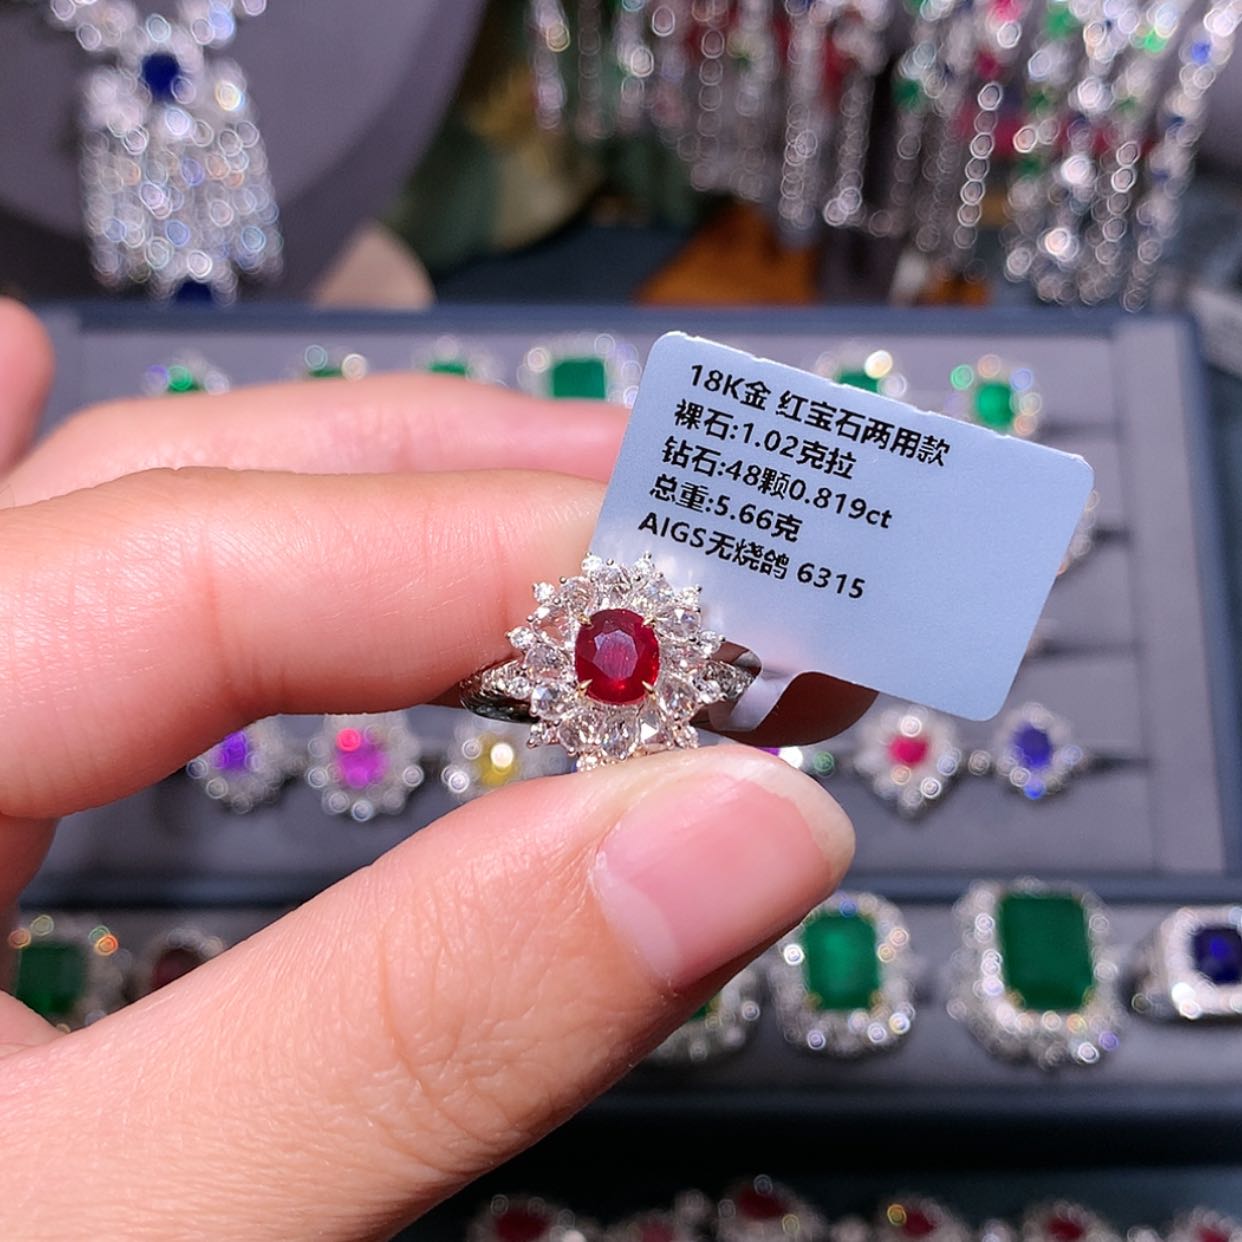 18K金 红宝石两用款
裸石:1.02克拉
钻石:48颗0.819ct
总重:5.66克
AIGS无烧鸽 6315